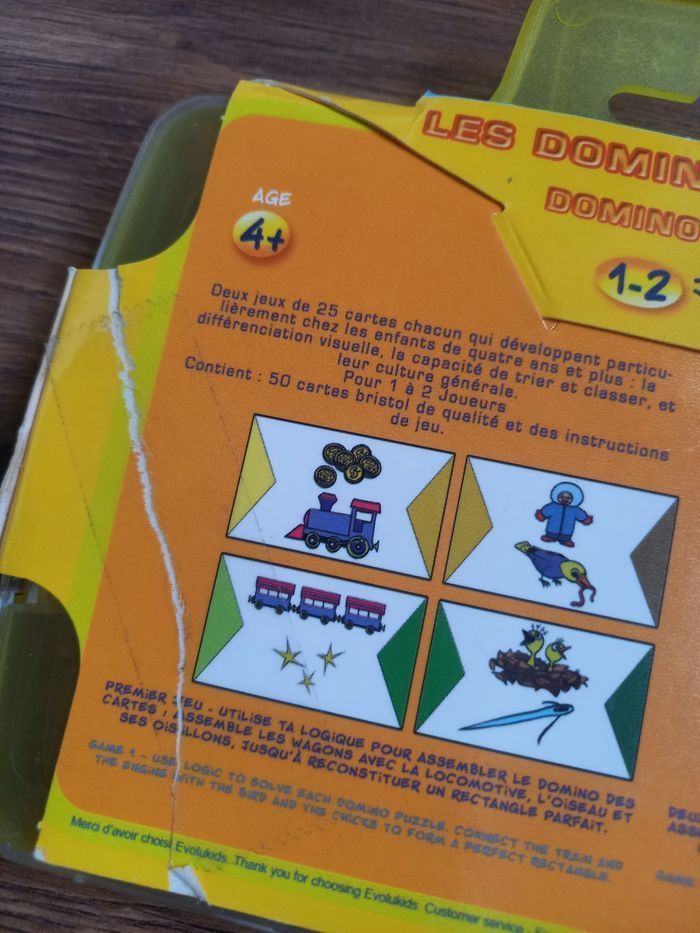 LES DOMIN
DOMINO
AGE
4+
1-2
Deux jeux de 25 cartes chacun qui développent particu-
lièrement chez les enfants de quatre ans et plus : la
différenciation visuelle, la capacité de trier et classer, et
leur culture générale.
Pour 1 à 2 Joueurs
Contient : 50 cartes bristol de qualité et des instructions
de jeu.
PREMIER JEU - UTILISE TA LOGIQUE POUR ASSEMBLER LE DOMINO DES
CARTES ; ASSEMBLE LES WAGONS AVEC LA LOCOMOTIVE, L'OISEAU ET
SES OISILLONS, JUSQU'À RECONSTITUER UN RECTANGLE PARFAIT.
GAME 1 - USE LOGIC TO SOLVE EACH DOMINO PUZZLE. CONNECT THE TRAIN AND
THE ENGINE WITH THE BIRD AND THE CHICKS TO FORM A PERFECT RECTANGLE.
DEU
ASS
GAME
Merci d'avoir choisi Evolukids. Thank you for choosing Evolukids. Customer service -